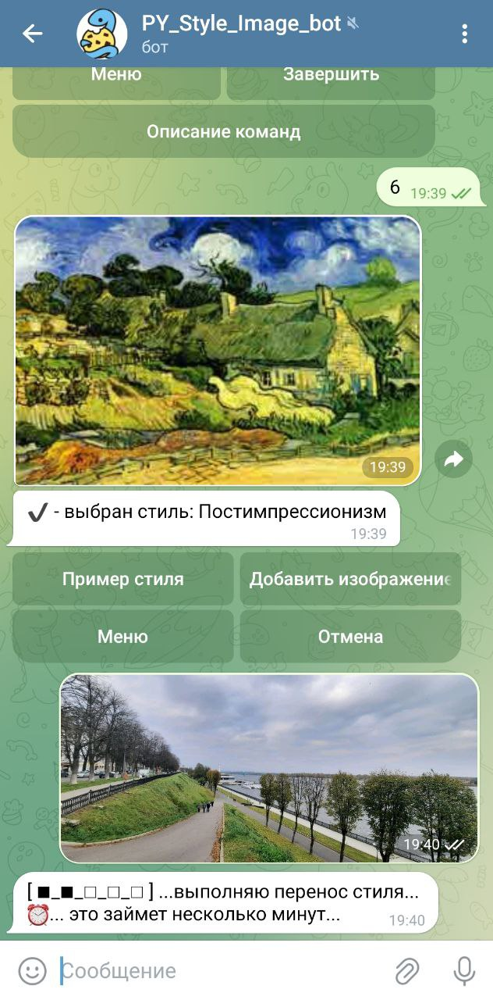 PY_Style_Image_bot
бот
Меню
Завершить
Описание команд
6 19:39
19:39
✔ - выбран стиль: Постимпрессионизм
19:39
Пример стиля
Добавить изображение
Меню
Отмена
19:40
[ ■_■_□_□_□ ] ...выполняю перенос стиля...
⏰... это займет несколько минут...
19:40
Сообщение